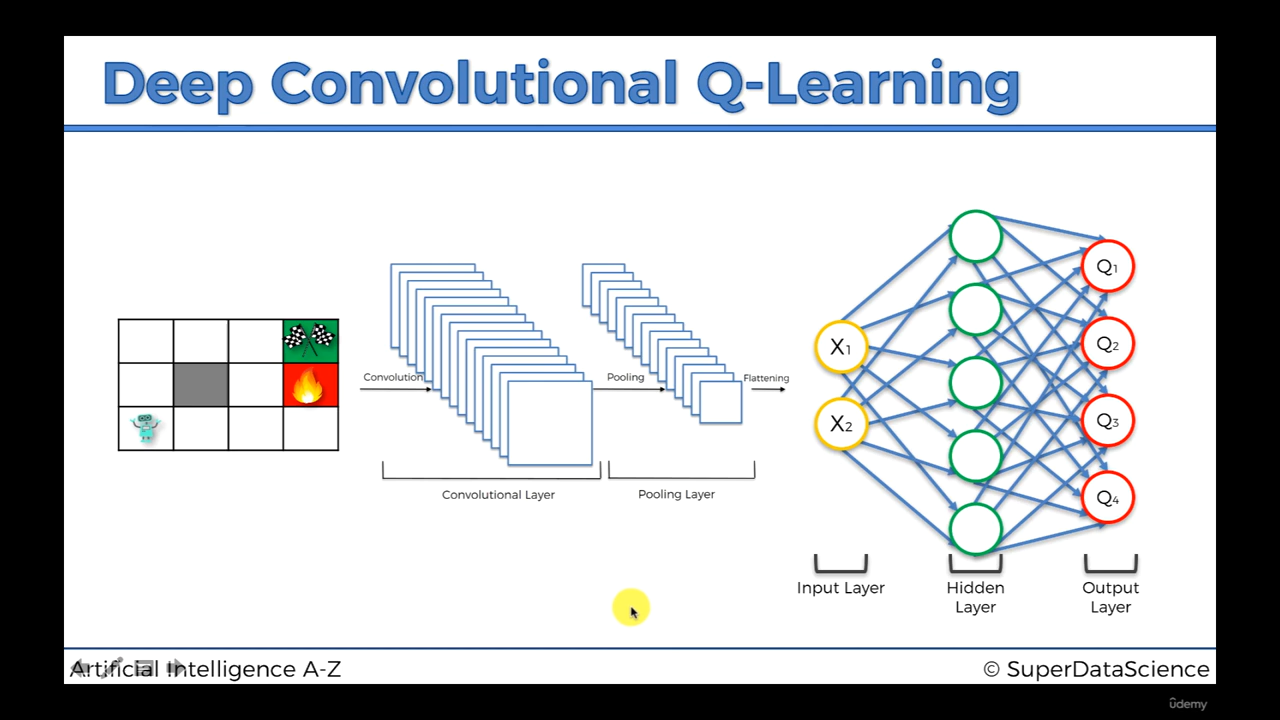 Deep Convolutional Q-Learning
Convolution
Pooling
Flattening
Convolutional Layer
Pooling Layer
X1
X2
Q1
Q2
Q3
Q4
Input Layer
Hidden
Layer
Output
Layer
Artificial Intelligence A-Z
© SuperDataScience
ûdemy